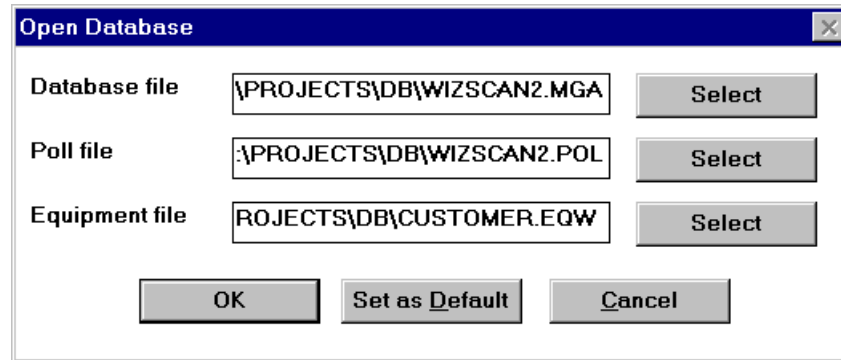 Open Database
Database file \PROJECTS\DB\WIZSCAN2.MGA Select
Poll file :\PROJECTS\DB\WIZSCAN2.POL Select
Equipment file ROJECTS\DB\CUSTOMER.EQW Select
OK Set as Default Cancel